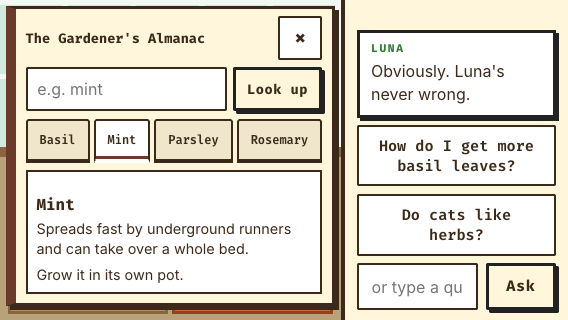 The Gardener's Almanac
✖
e.g. mint
Look up
Basil
Mint
Parsley
Rosemary
Mint
Spreads fast by underground runners
and can take over a whole bed.
Grow it in its own pot.
LUNA
Obviously. Luna's
never wrong.
How do I get more
basil leaves?
Do cats like
herbs?
or type a qu
Ask